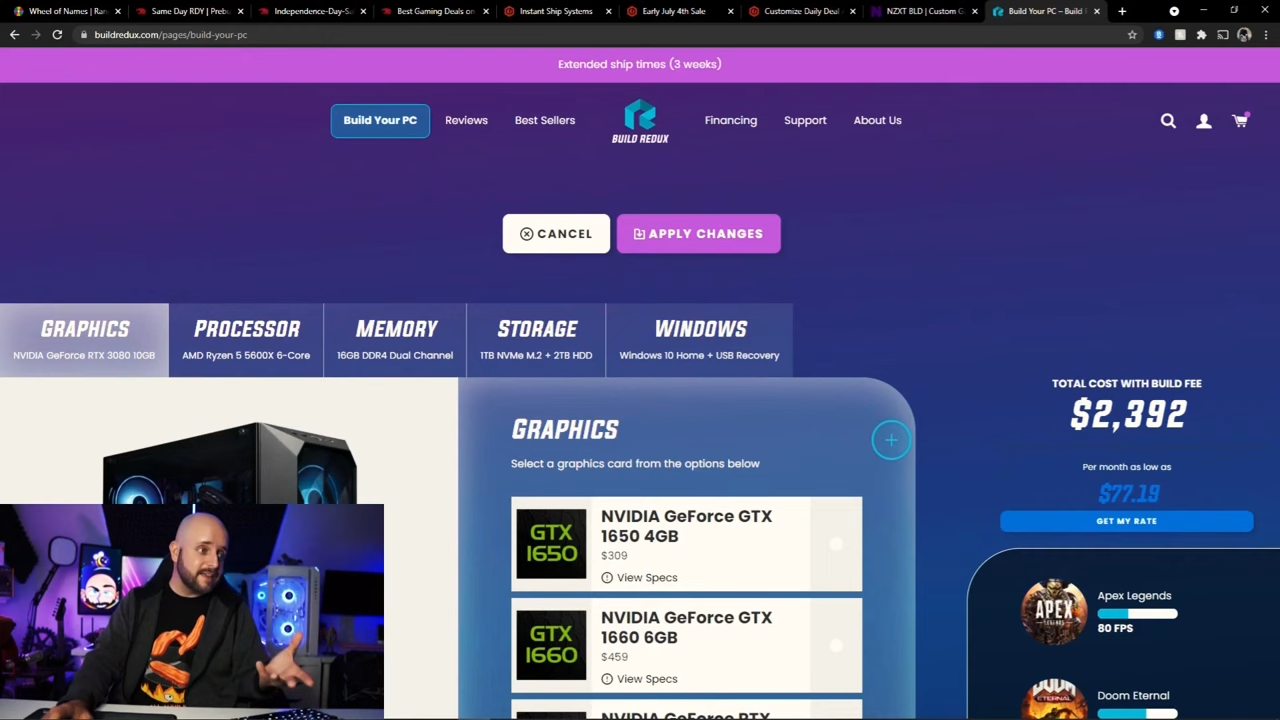 Wheel of Names | Ran
Same Day RDY | Prebu
Independence-Day-Sa
Best Gaming Deals on
Instant Ship Systems
Early July 4th Sale
Customize Daily Deal
NZXT BLD | Custom G
Build Your PC – Build
buildredux.com/pages/build-your-pc
Extended ship times (3 weeks)
Build Your PC
Reviews
Best Sellers
BUILD REDUX
Financing
Support
About Us
CANCEL
APPLY CHANGES
GRAPHICS
NVIDIA GeForce RTX 3080 10GB
PROCESSOR
AMD Ryzen 5 5600X 6-Core
MEMORY
16GB DDR4 Dual Channel
STORAGE
1TB NVMe M.2 + 2TB HDD
WINDOWS
Windows 10 Home + USB Recovery
GRAPHICS
Select a graphics card from the options below
GTX
1650
NVIDIA GeForce GTX
1650 4GB
$309
View Specs
GTX
1660
NVIDIA GeForce GTX
1660 6GB
$459
View Specs
NVIDIA GeForce RTX
TOTAL COST WITH BUILD FEE
$2,392
Per month as low as
$77.19
GET MY RATE
APEX
LEGENDS
Apex Legends
80 FPS
DOOM
ETERNAL
Doom Eternal